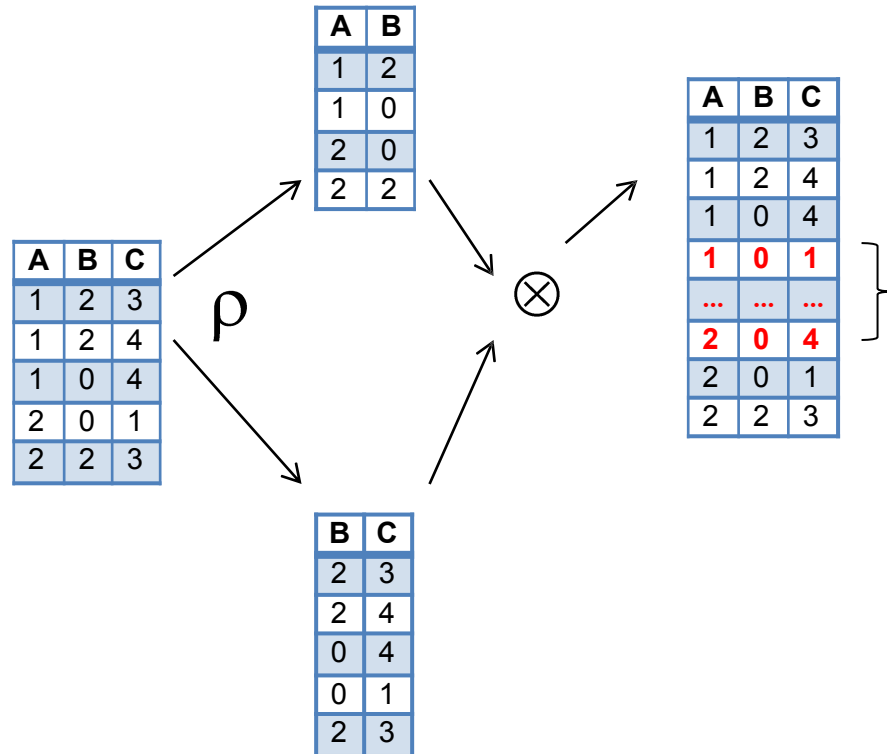 A B
1 2
1 0
2 0
2 2
A B C
1 2 3
1 2 4
1 0 4
2 0 1
2 2 3
ρ
B C
2 3
2 4
0 4
0 1
2 3
⊗
A B C
1 2 3
1 2 4
1 0 4
1 0 1
... ... ...
2 0 4
2 0 1
2 2 3